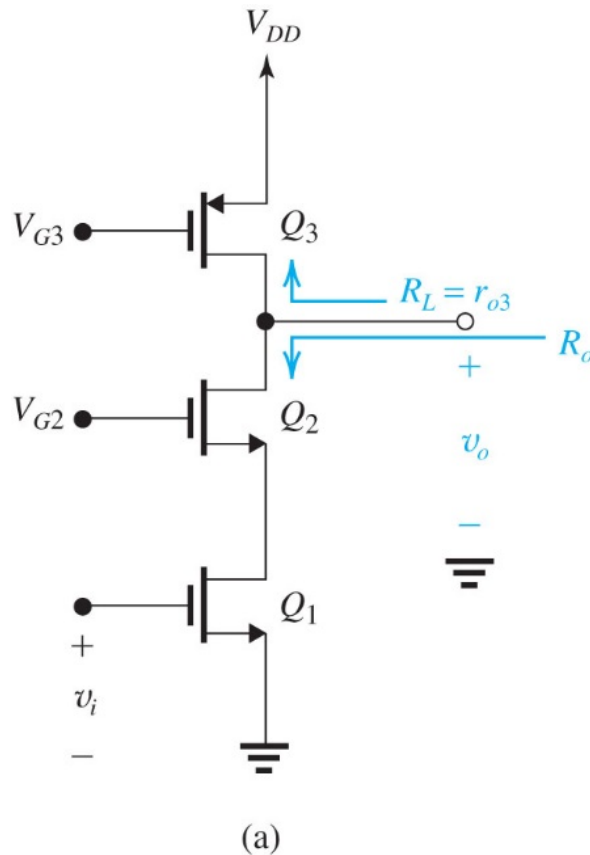 V_DD
V_G3
Q_3
R_L = r_o3
R_o
+
V_G2
Q_2
v_o
−
Q_1
+
v_i
−
(a)